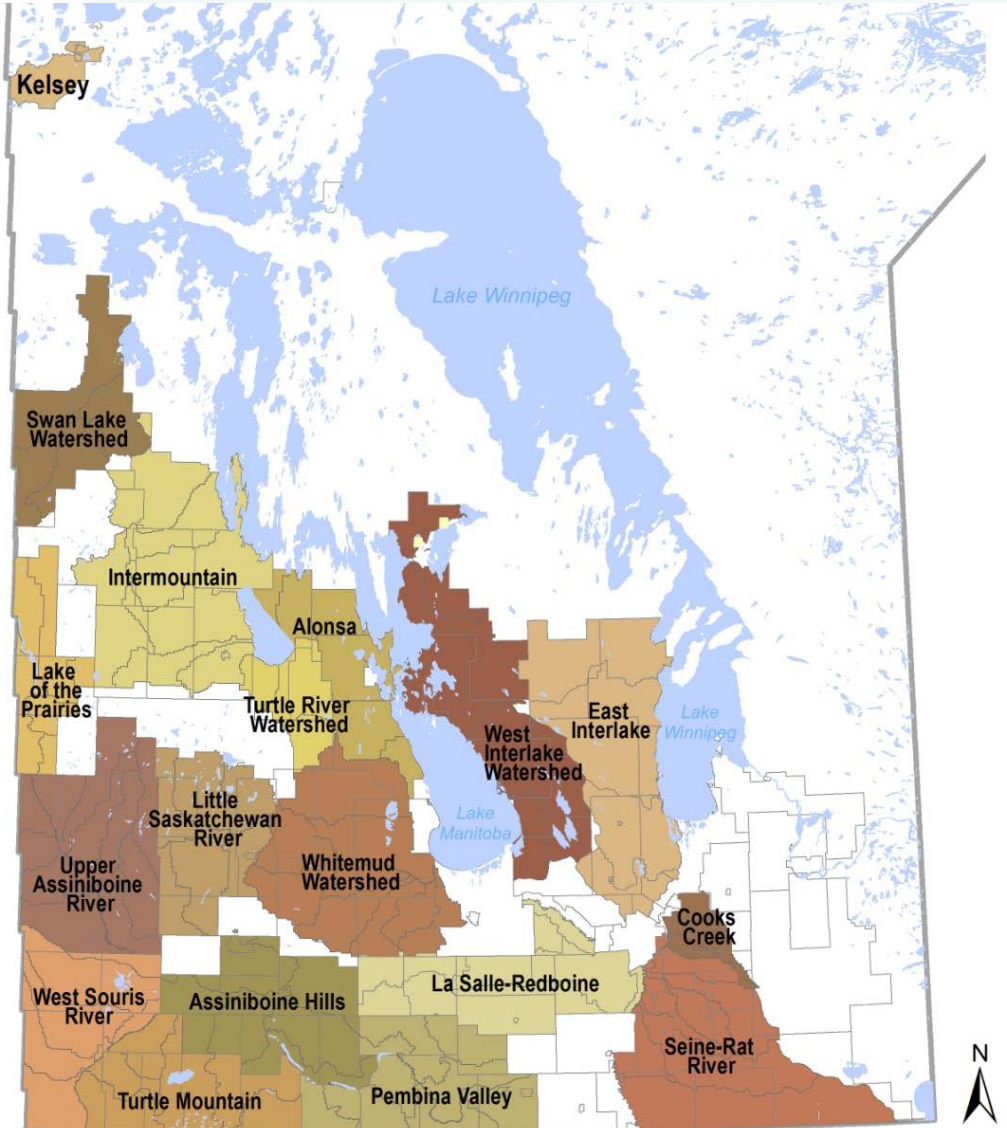 Kelsey
Lake Winnipeg
Swan Lake
Watershed
Intermountain
Alonsa
Lake
of the
Prairies
Turtle River
Watershed
West
Interlake
Watershed
East
Interlake
Lake
Winnipeg
Little
Saskatchewan
River
Lake
Manitoba
Upper
Assiniboine
River
Whitemud
Watershed
Cooks
Creek
West Souris
River
Assiniboine Hills
La Salle-Redboine
Seine-Rat
River
Turtle Mountain
Pembina Valley
N